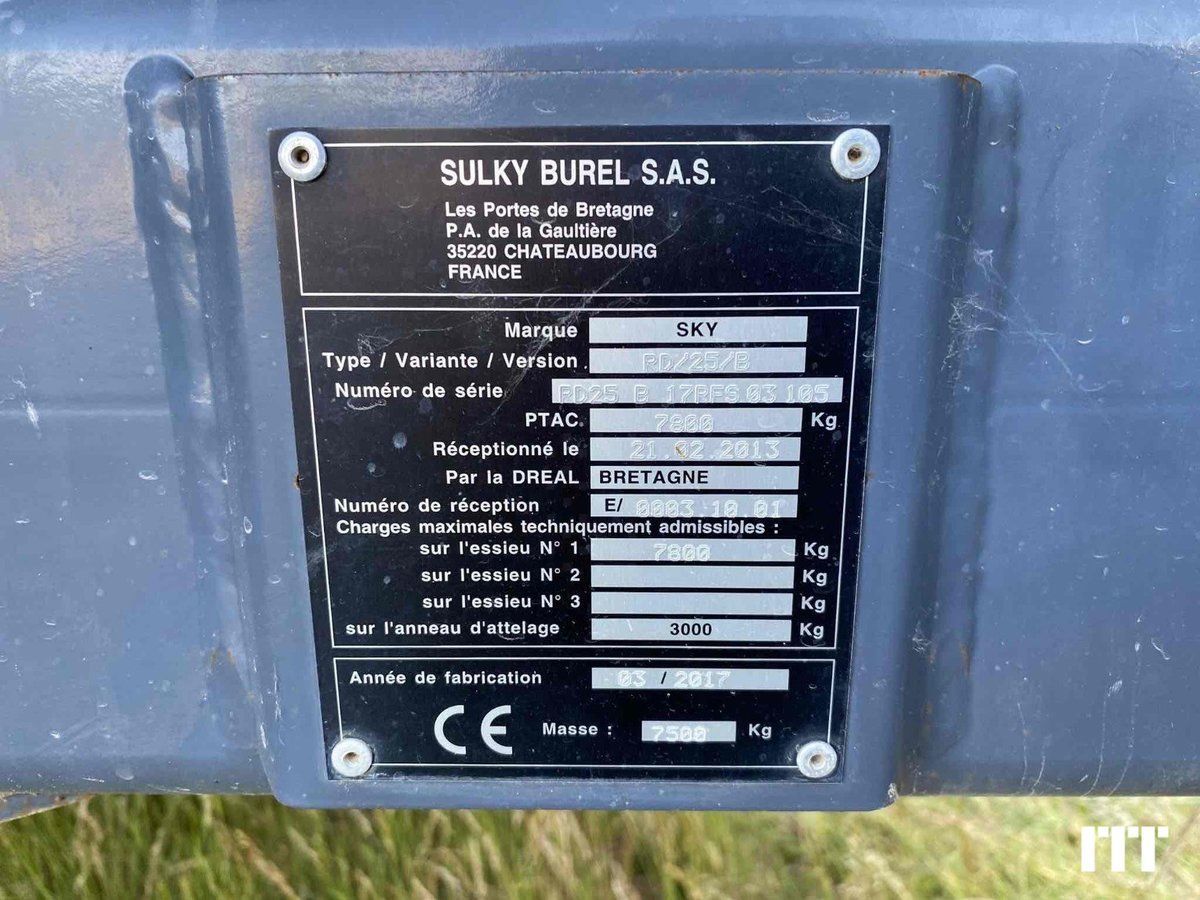 SULKY BUREL S.A.S.
Les Portes de Bretagne
P.A. de la Gaultière
35220 CHATEAUBOURG
FRANCE
Marque SKY
Type / Variante / Version RD/25/B
Numéro de série RD25 B 17RFS 03 105
PTAC 7800 Kg
Réceptionné le 21.02.2013
Par la DREAL BRETAGNE
Numéro de réception E/ 0003.10.01
Charges maximales techniquement admissibles :
sur l'essieu N° 1 7800 Kg
sur l'essieu N° 2 Kg
sur l'essieu N° 3 Kg
sur l'anneau d'attelage 3000 Kg
Année de fabrication 03 / 2017
CE Masse : 7500 Kg